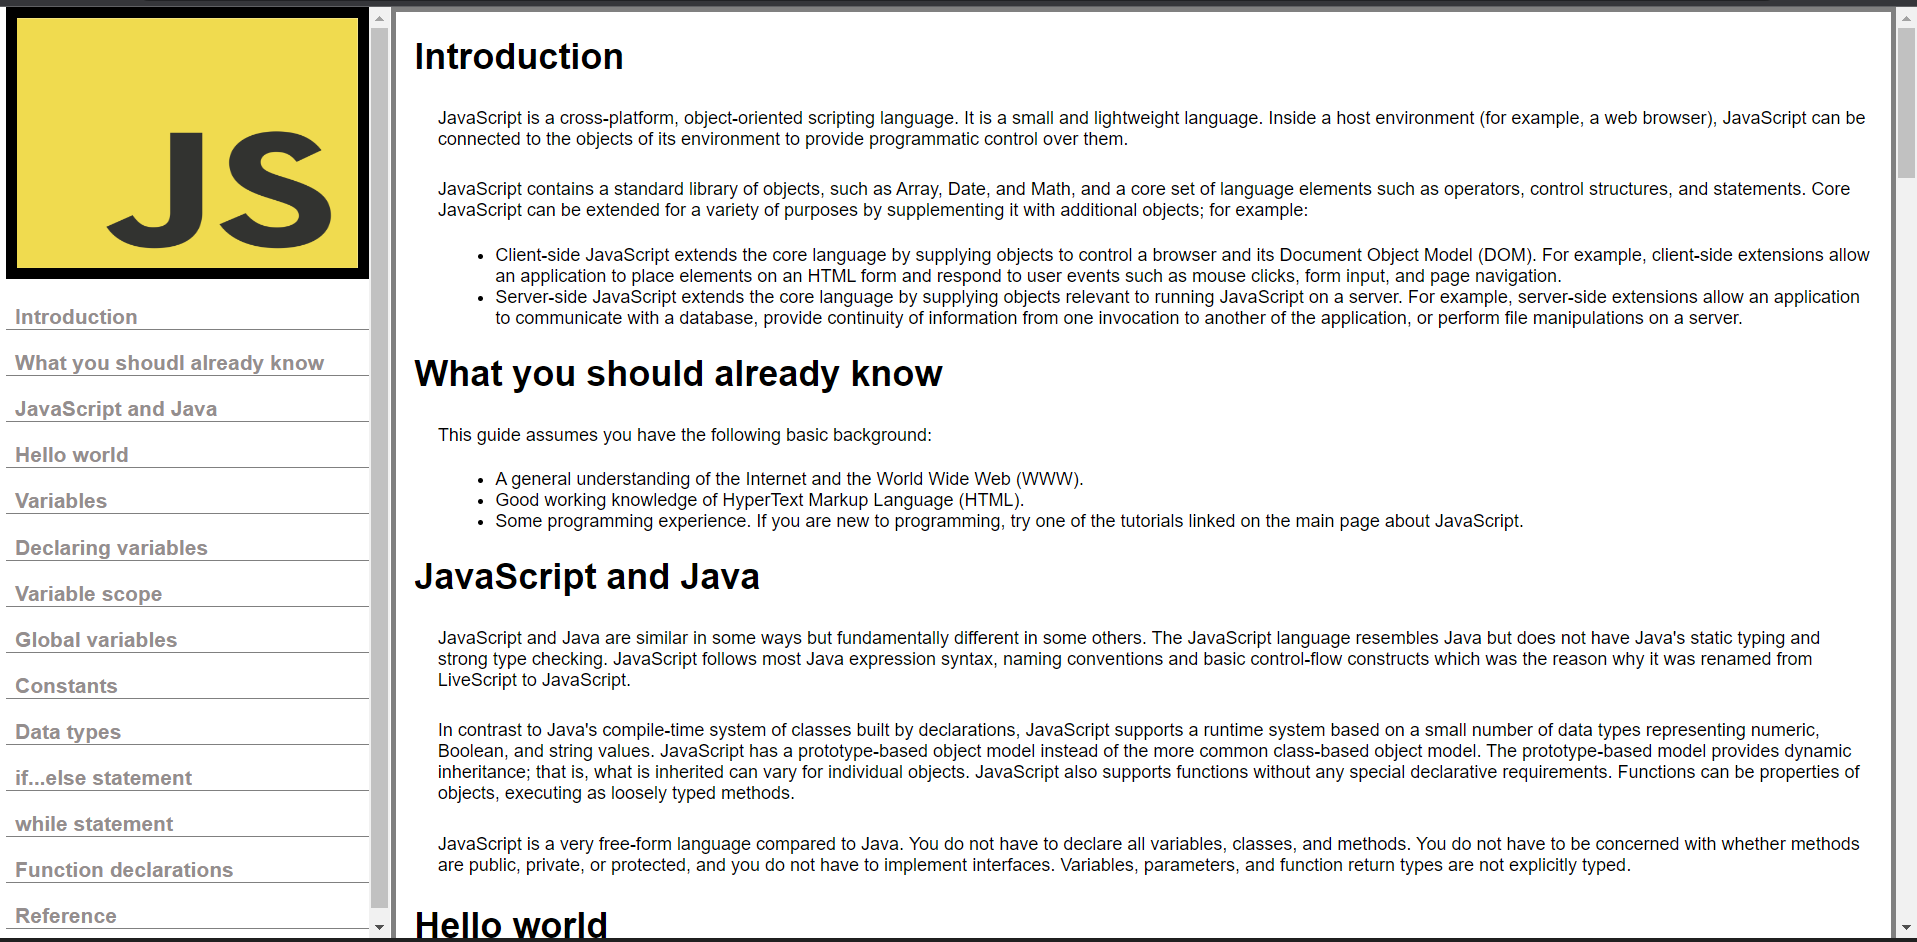 JS
Introduction
What you shoudl already know
JavaScript and Java
Hello world
Variables
Declaring variables
Variable scope
Global variables
Constants
Data types
if...else statement
while statement
Function declarations
Reference
Introduction
JavaScript is a cross-platform, object-oriented scripting language. It is a small and lightweight language. Inside a host environment (for example, a web browser), JavaScript can be
connected to the objects of its environment to provide programmatic control over them.
JavaScript contains a standard library of objects, such as Array, Date, and Math, and a core set of language elements such as operators, control structures, and statements. Core
JavaScript can be extended for a variety of purposes by supplementing it with additional objects; for example:
• Client-side JavaScript extends the core language by supplying objects to control a browser and its Document Object Model (DOM). For example, client-side extensions allow
an application to place elements on an HTML form and respond to user events such as mouse clicks, form input, and page navigation.
• Server-side JavaScript extends the core language by supplying objects relevant to running JavaScript on a server. For example, server-side extensions allow an application
to communicate with a database, provide continuity of information from one invocation to another of the application, or perform file manipulations on a server.
What you should already know
This guide assumes you have the following basic background:
• A general understanding of the Internet and the World Wide Web (WWW).
• Good working knowledge of HyperText Markup Language (HTML).
• Some programming experience. If you are new to programming, try one of the tutorials linked on the main page about JavaScript.
JavaScript and Java
JavaScript and Java are similar in some ways but fundamentally different in some others. The JavaScript language resembles Java but does not have Java's static typing and
strong type checking. JavaScript follows most Java expression syntax, naming conventions and basic control-flow constructs which was the reason why it was renamed from
LiveScript to JavaScript.
In contrast to Java's compile-time system of classes built by declarations, JavaScript supports a runtime system based on a small number of data types representing numeric,
Boolean, and string values. JavaScript has a prototype-based object model instead of the more common class-based object model. The prototype-based model provides dynamic
inheritance; that is, what is inherited can vary for individual objects. JavaScript also supports functions without any special declarative requirements. Functions can be properties of
objects, executing as loosely typed methods.
JavaScript is a very free-form language compared to Java. You do not have to declare all variables, classes, and methods. You do not have to be concerned with whether methods
are public, private, or protected, and you do not have to implement interfaces. Variables, parameters, and function return types are not explicitly typed.
Hello world